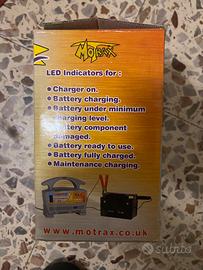 MOTRAX
LED Indicators for :
• Charger on.
• Battery charging.
• Battery under minimum
charging level.
• Battery component
damaged.
• Battery ready to use.
• Battery fully charged.
• Maintenance charging.
www.motrax.co.uk
subito